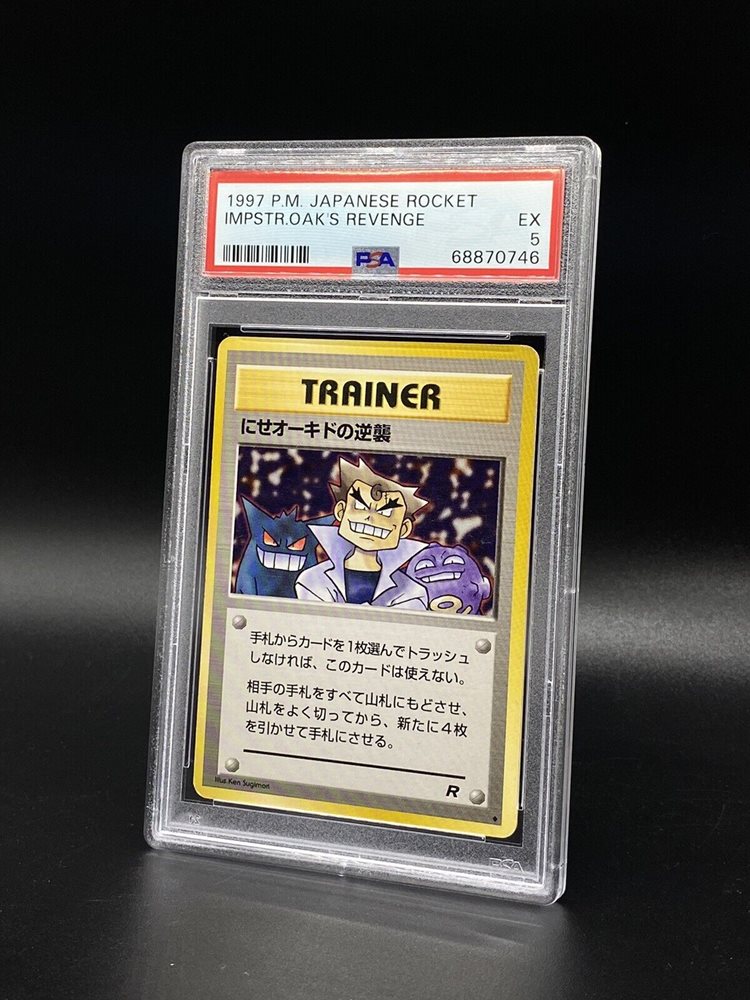 1997 P.M. JAPANESE ROCKET
IMPSTR.OAK'S REVENGE EX
5
PSA 68870746
TRAINER
にせオーキドの逆襲
手札からカードを1枚選んでトラッシュ
しなければ、このカードは使えない。
相手の手札をすべて山札にもどさせ、
山札をよく切ってから、新たに4枚
を引かせて手札にさせる。
R
Illus. Ken Sugimori
PSA